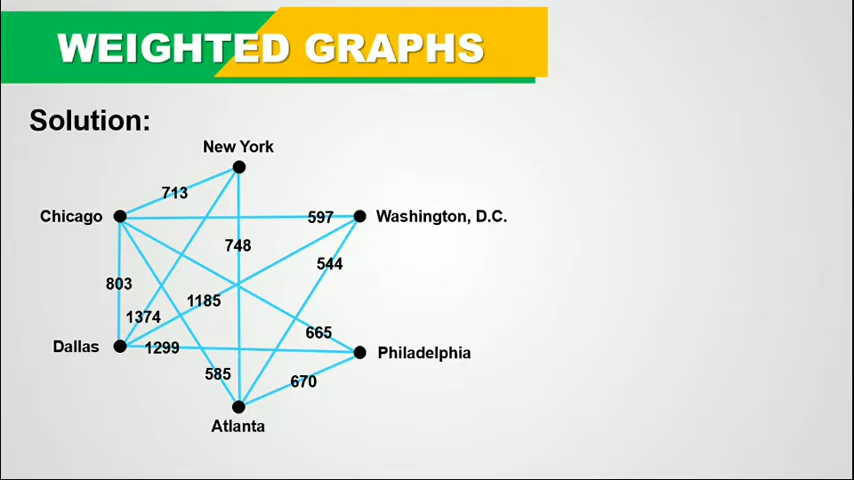 WEIGHTED GRAPHS
Solution:
New York
713
Chicago
597
Washington, D.C.
748
544
803
1185
1374
665
Dallas
1299
Philadelphia
585
670
Atlanta